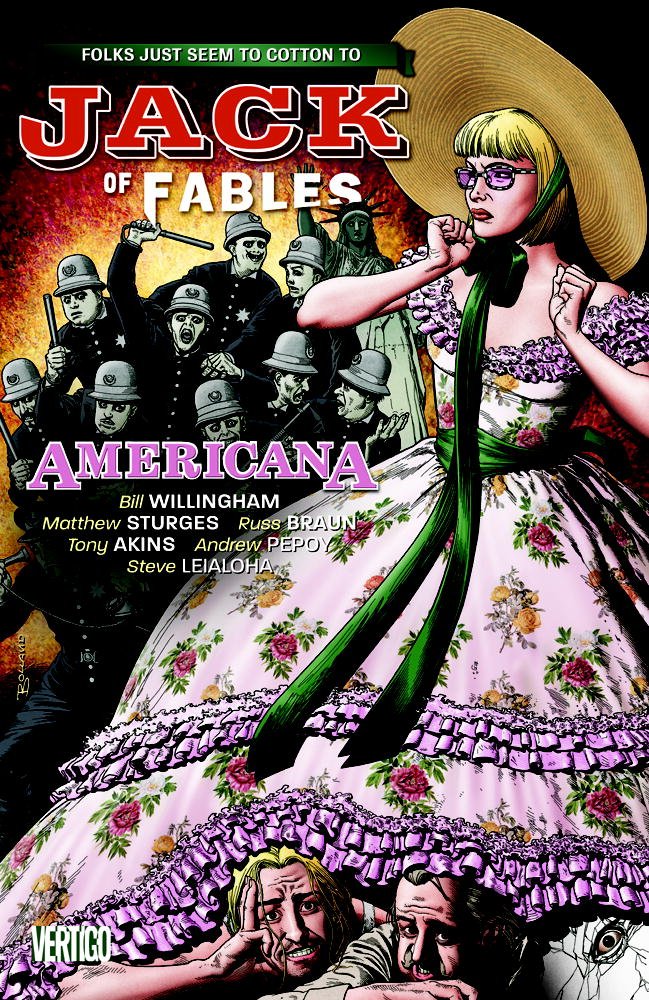 FOLKS JUST SEEM TO COTTON TO
JACK
OF FABLES
AMERICANA
Bill WILLINGHAM
Matthew STURGES Russ BRAUN
Tony AKINS Andrew PEPOY
Steve LEIALOHA
BOLLAND
VERTIGO